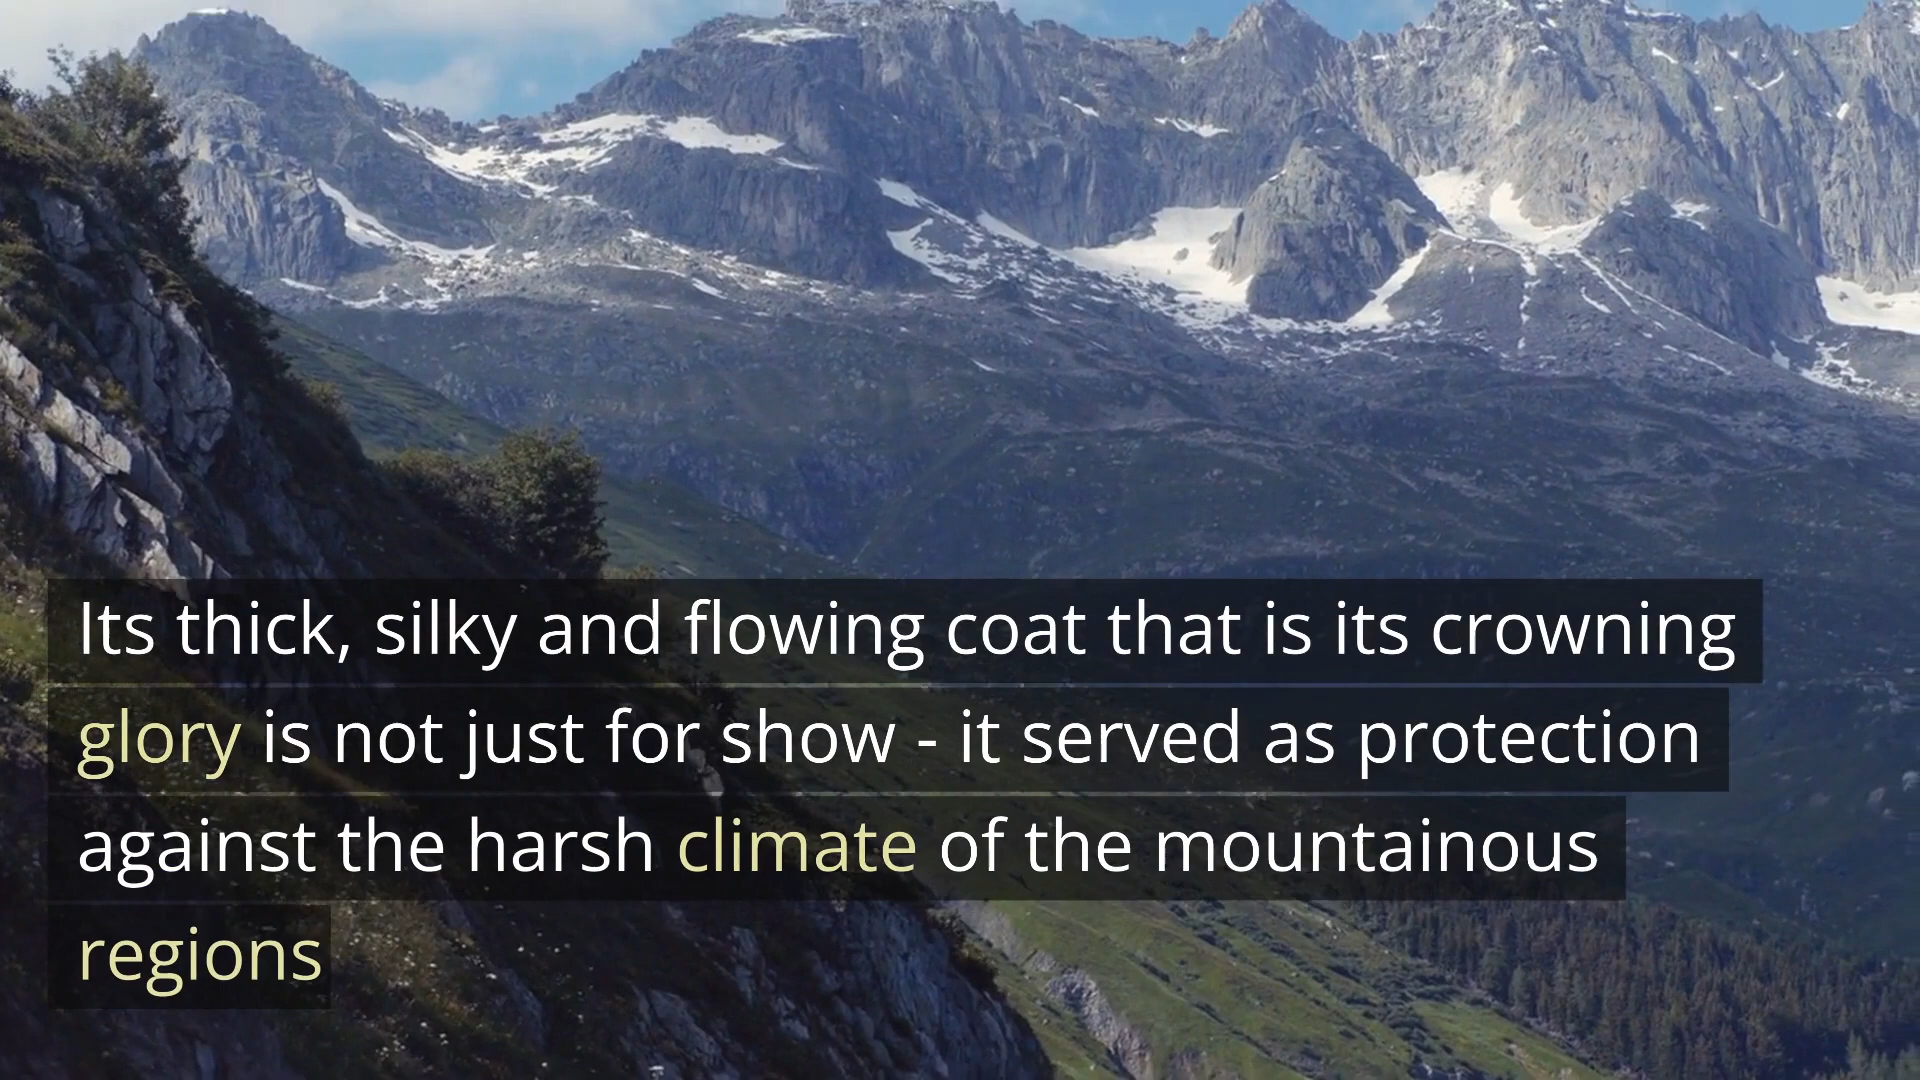 Its thick, silky and flowing coat that is its crowning
glory is not just for show - it served as protection
against the harsh climate of the mountainous
regions